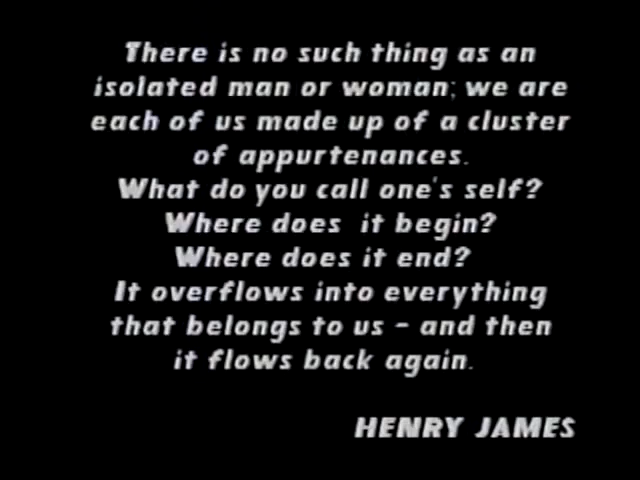 There is no such thing as an
isolated man or woman; we are
each of us made up of a cluster
of appurtenances.
What do you call one's self?
Where does it begin?
Where does it end?
It overflows into everything
that belongs to us - and then
it flows back again.
HENRY JAMES